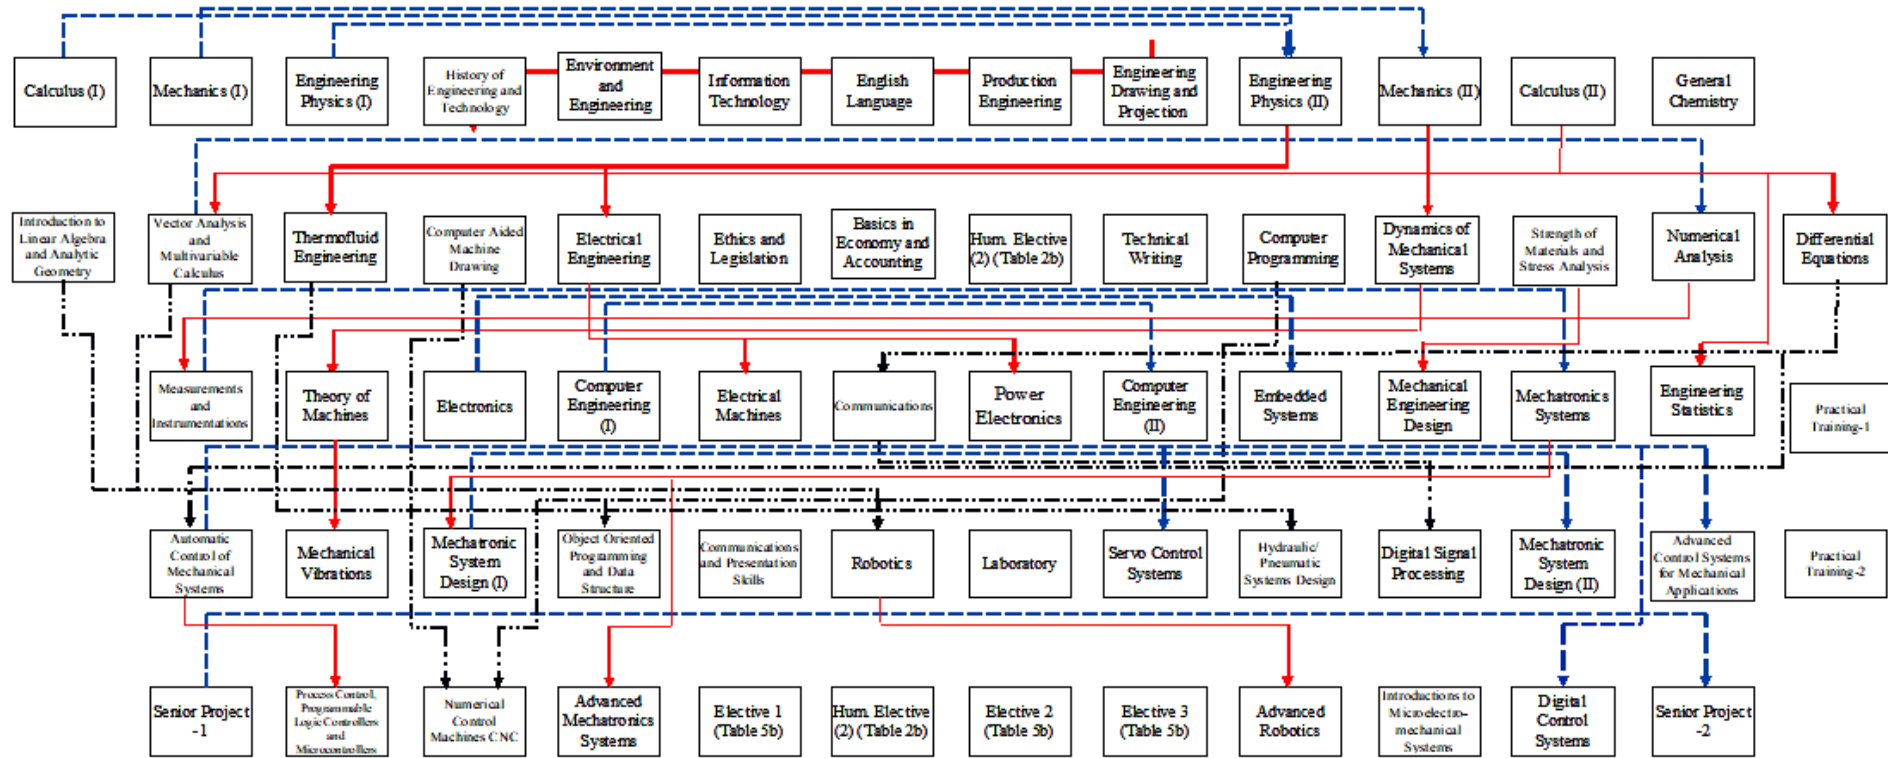 Calculus (I)
Mechanics (I)
Engineering
Physics (I)
History of
Engineering and
Technology
Environment
and
Engineering
Information
Technology
English
Language
Production
Engineering
Engineering
Drawing and
Projection
Engineering
Physics (II)
Mechanics (II)
Calculus (II)
General
Chemistry
Introduction to
Linear Algebra
and Analytic
Geometry
Vector Analysis
and
Multivariable
Calculus
Thermofluid
Engineering
Computer Aided
Machine
Drawing
Electrical
Engineering
Ethics and
Legislation
Basics in
Economy and
Accounting
Hum. Elective
(2) (Table 2b)
Technical
Writing
Computer
Programming
Dynamics of
Mechanical
Systems
Strength of
Materials and
Stress Analysis
Numerical
Analysis
Differential
Equations
Measurements
and
Instrumentations
Theory of
Machines
Electronics
Computer
Engineering
(I)
Electrical
Machines
Communications
Power
Electronics
Computer
Engineering
(II)
Embedded
Systems
Mechanical
Engineering
Design
Mechatronics
Systems
Engineering
Statistics
Practical
Training-1
Automatic
Control of
Mechanical
Systems
Mechanical
Vibrations
Mechatronic
System
Design (I)
Object Oriented
Programming
and Data
Structure
Communications
and Presentation
Skills
Robotics
Laboratory
Servo Control
Systems
Hydraulic/
Pneumatic
Systems Design
Digital Signal
Processing
Mechatronic
System
Design (II)
Advanced
Control Systems
for Mechanical
Applications
Practical
Training-2
Senior Project
-1
Process Control,
Programmable
Logic Controllers
and
Microcontrollers
Numerical
Control
Machines CNC
Advanced
Mechatronics
Systems
Elective 1
(Table 5b)
Hum. Elective
(2) (Table 2b)
Elective 2
(Table 5b)
Elective 3
(Table 5b)
Advanced
Robotics
Introductions to
Microelectro-
mechanical
Systems
Digital
Control
Systems
Senior Project
-2